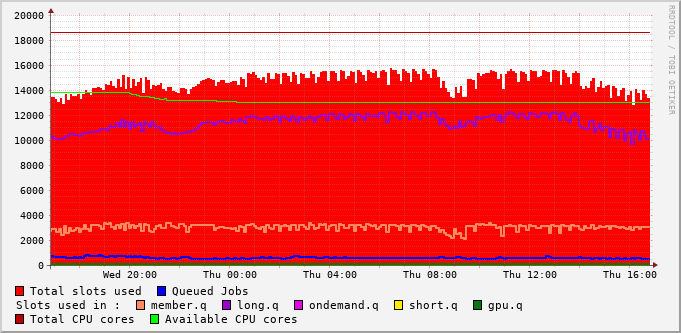 20000
18000
16000
14000
12000
10000
8000
6000
4000
2000
0
Wed 20:00 Thu 00:00 Thu 04:00 Thu 08:00 Thu 12:00 Thu 16:00
RRDTOOL / TOBI OETIKER
Total slots used Queued Jobs
Slots used in : member.q long.q ondemand.q short.q gpu.q
Total CPU cores Available CPU cores